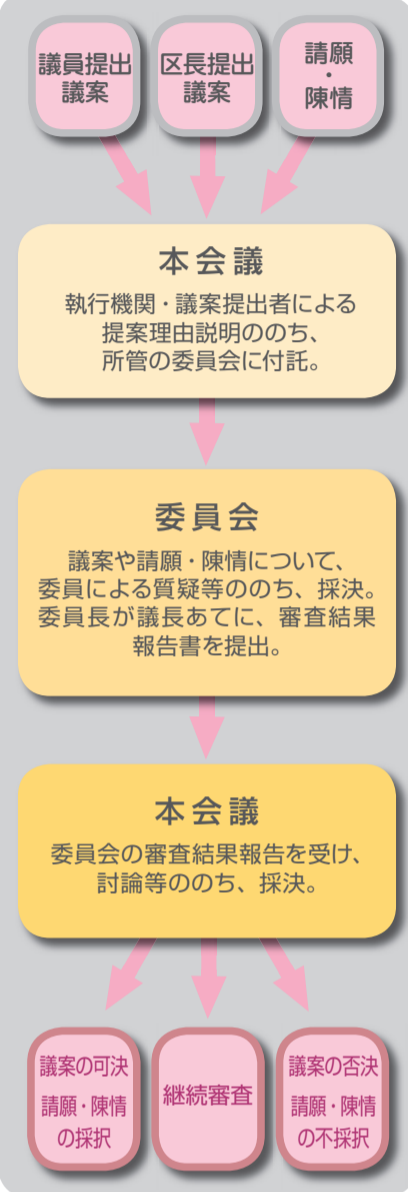 議員提出
議案
区長提出
議案
請願
・
陳情
本会議
執行機関・議案提出者による
提案理由説明ののち、
所管の委員会に付託。
委員会
議案や請願・陳情について、
委員による質疑等ののち、採決。
委員長が議長あてに、審査結果
報告書を提出。
本会議
委員会の審査結果報告を受け、
討論等ののち、採決。
議案の可決
請願・陳情
の採択
継続審査
議案の否決
請願・陳情
の不採択